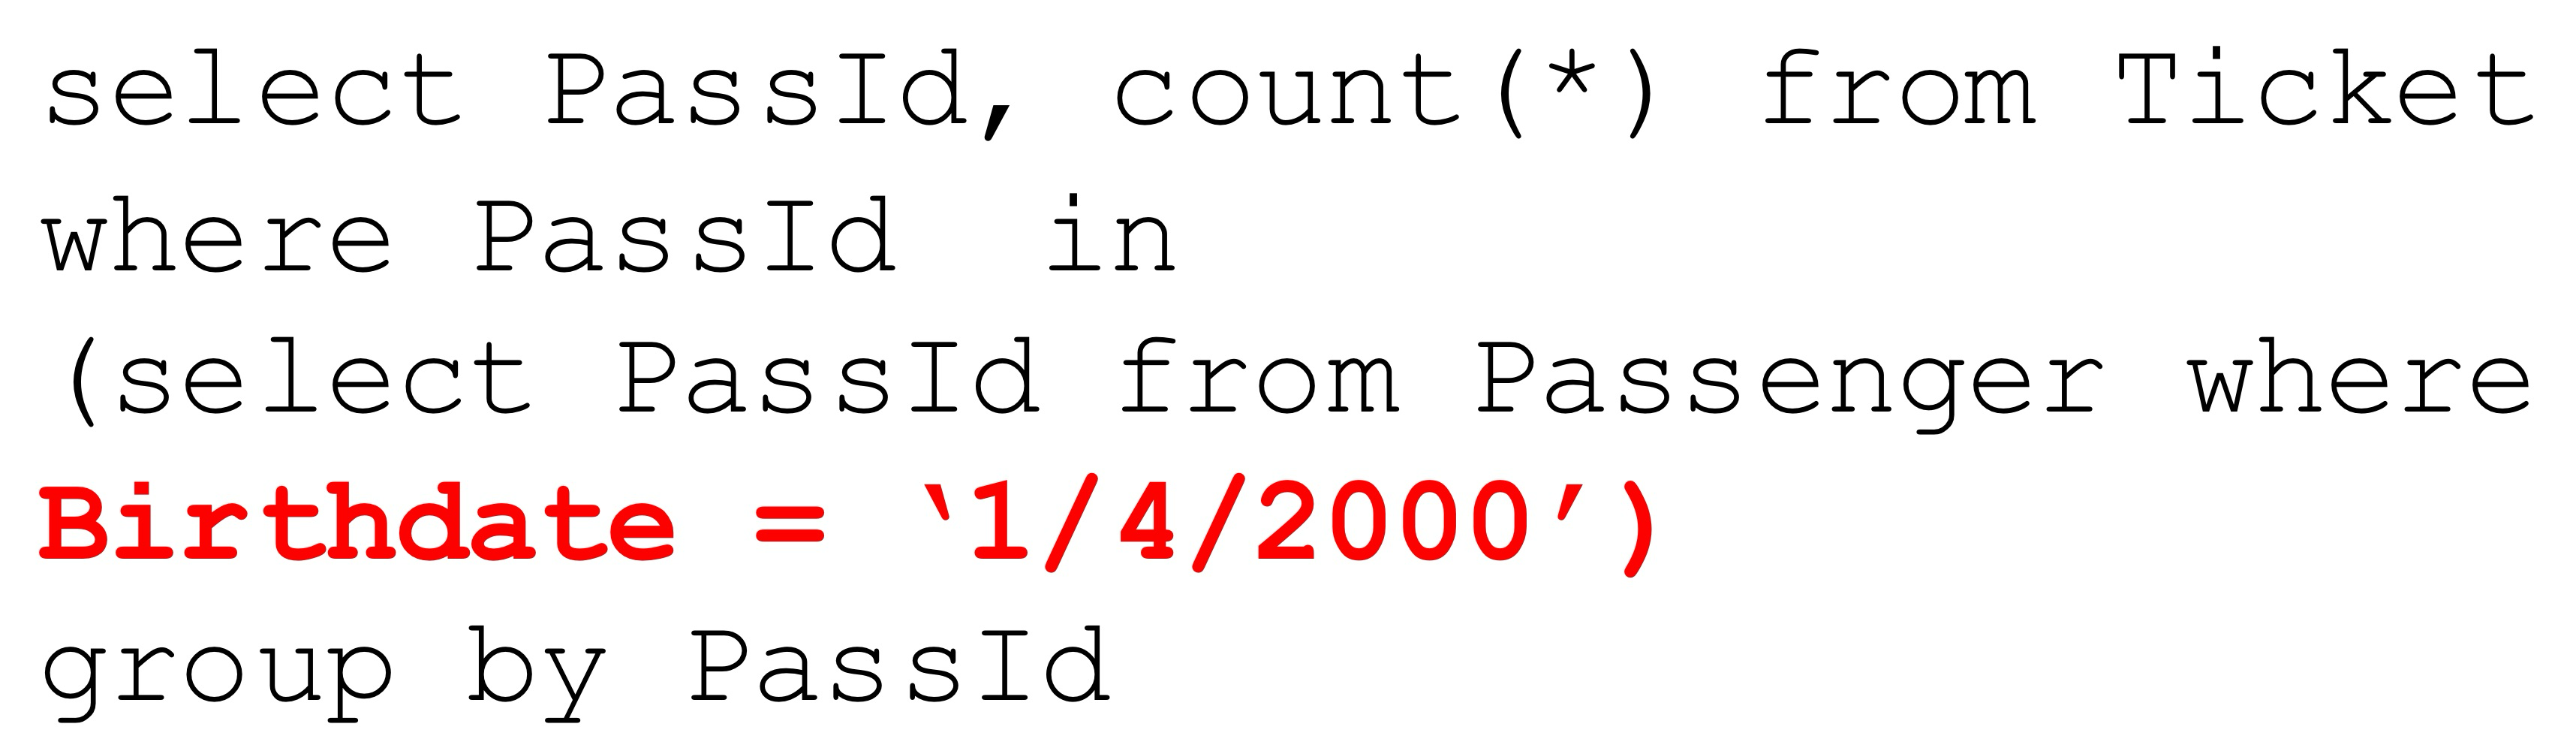 select PassId, count(*) from Ticket
where PassId in
(select PassId from Passenger where
Birthdate = ‘1/4/2000’)
group by PassId